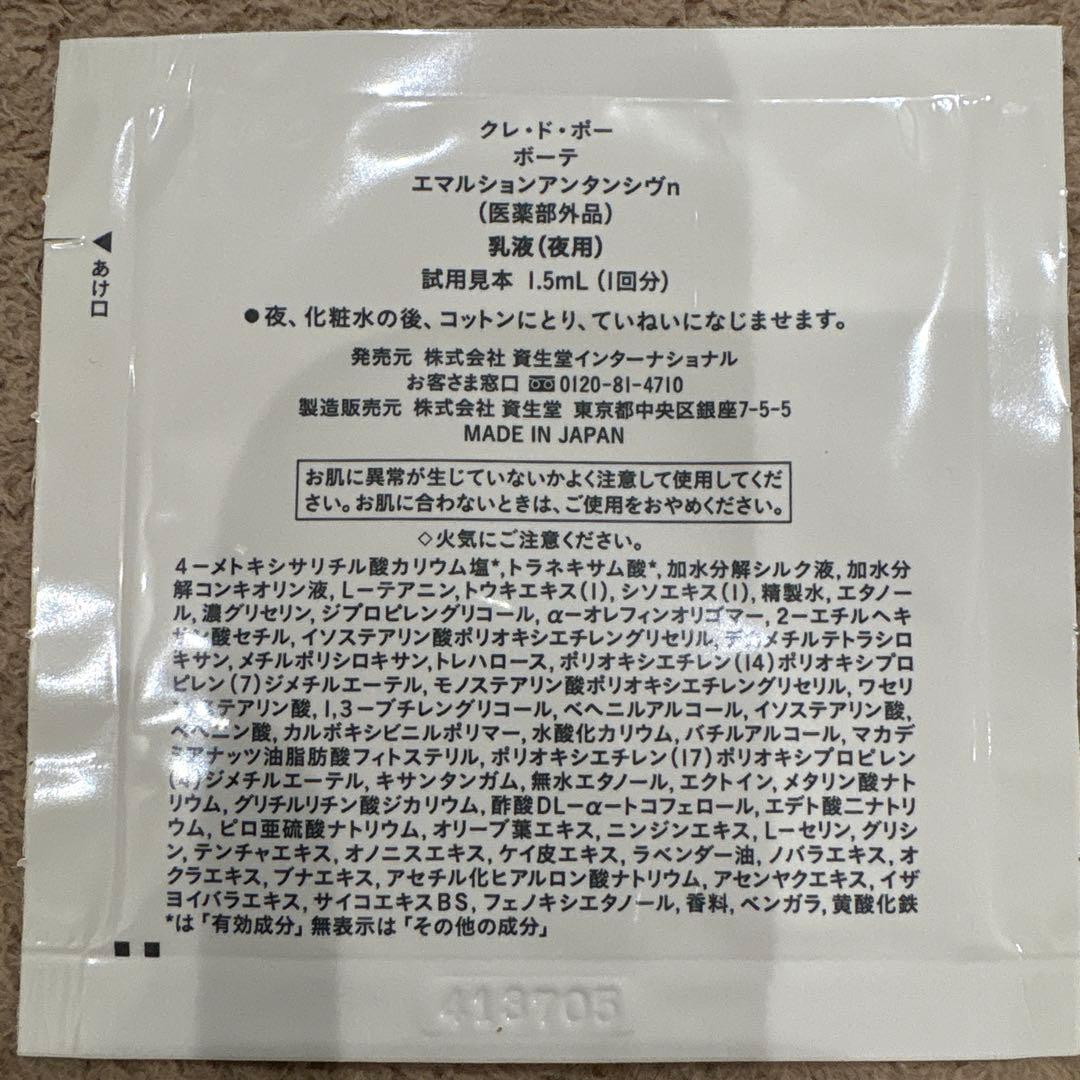 クレ・ド・ポー
ボーテ
エマルションアンタンシヴn
(医薬部外品)
乳液(夜用)
試用見本 1.5mL (1回分)
◀あけ口
●夜、化粧水の後、コットンにとり、ていねいになじませます。
発売元 株式会社 資生堂インターナショナル
お客さま窓口 0120-81-4710
製造販売元 株式会社 資生堂 東京都中央区銀座7-5-5
MADE IN JAPAN
お肌に異常が生じていないかよく注意して使用してくだ
さい。お肌に合わないときは、ご使用をおやめください。
◇火気にご注意ください。
4-メトキシサリチル酸カリウム塩*,トラネキサム酸*,加水分解シルク液,加水分
解コンキオリン液,L-テアニン,トウキエキス(1),シソエキス(1),精製水,エタノー
ル,濃グリセリン,ジプロピレングリコール,α-オレフィンオリゴマー,2-エチルヘキ
サン酸セチル,イソステアリン酸ポリオキシエチレングリセリル,デカメチルテトラシロ
キサン,メチルポリシロキサン,トレハロース,ポリオキシエチレン(14)ポリオキシプロ
ピレン(7)ジメチルエーテル,モノステアリン酸ポリオキシエチレングリセリル,ワセリ
ン,ステアリン酸,1,3-ブチレングリコール,ベヘニルアルコール,イソステアリン酸,
ベヘニン酸,カルボキシビニルポリマー,水酸化カリウム,バチルアルコール,マカデ
ミアナッツ油脂肪酸フィトステリル,ポリオキシエチレン(17)ポリオキシプロピレン
(4)ジメチルエーテル,キサンタンガム,無水エタノール,エクトイン,メタリン酸ナト
リウム,グリチルリチン酸ジカリウム,酢酸DL-α-トコフェロール,エデト酸二ナトリ
ウム,ピロ亜硫酸ナトリウム,オリーブ葉エキス,ニンジンエキス,L-セリン,グリシ
ン,テンチャエキス,オノニスエキス,ケイ皮エキス,ラベンダー油,ノバラエキス,オ
クラエキス,ブナエキス,アセチル化ヒアルロン酸ナトリウム,アセンヤクエキス,イザ
ヨイバラエキス,サイコエキスBS,フェノキシエタノール,香料,ベンガラ,黄酸化鉄
*は「有効成分」無表示は「その他の成分」
413705